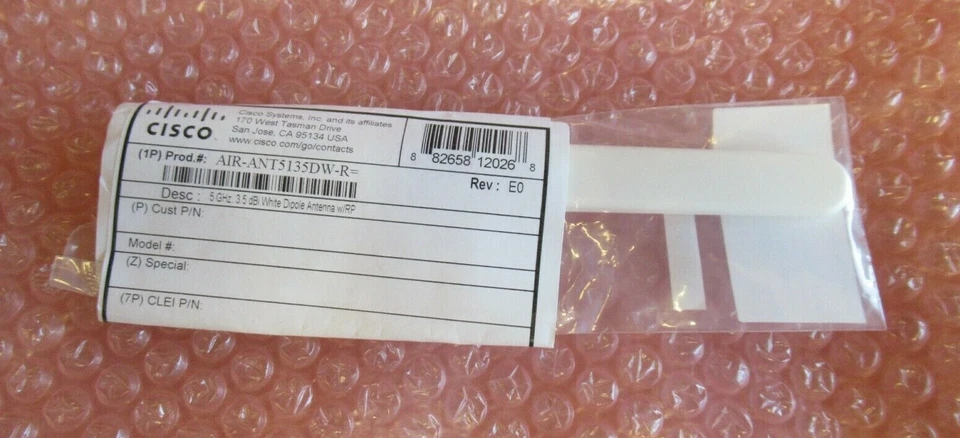 CISCO
Cisco Systems, Inc. and its affiliates
170 West Tasman Drive
San Jose, CA 95134 USA
www.cisco.com/go/contacts
8 82658 12026 8
(1P) Prod.#: AIR-ANT5135DW-R=
Rev: E0
Desc: 5 GHz, 3.5 dBi White Dipole Antenna w/RP
(P) Cust P/N:
Model #:
(Z) Special:
(7P) CLEI P/N: